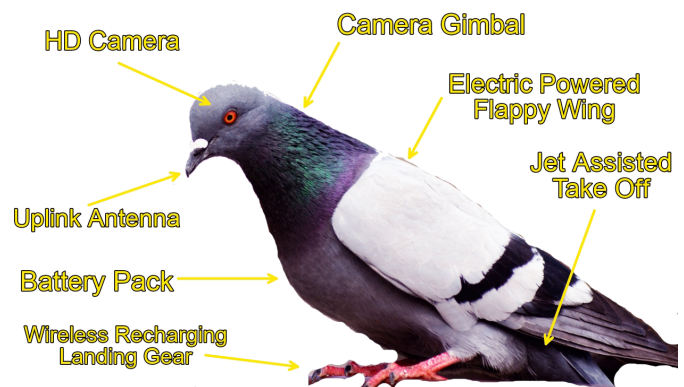 HD Camera
Camera Gimbal
Electric Powered
Flappy Wing
Jet Assisted
Take Off
Uplink Antenna
Battery Pack
Wireless Recharging
Landing Gear